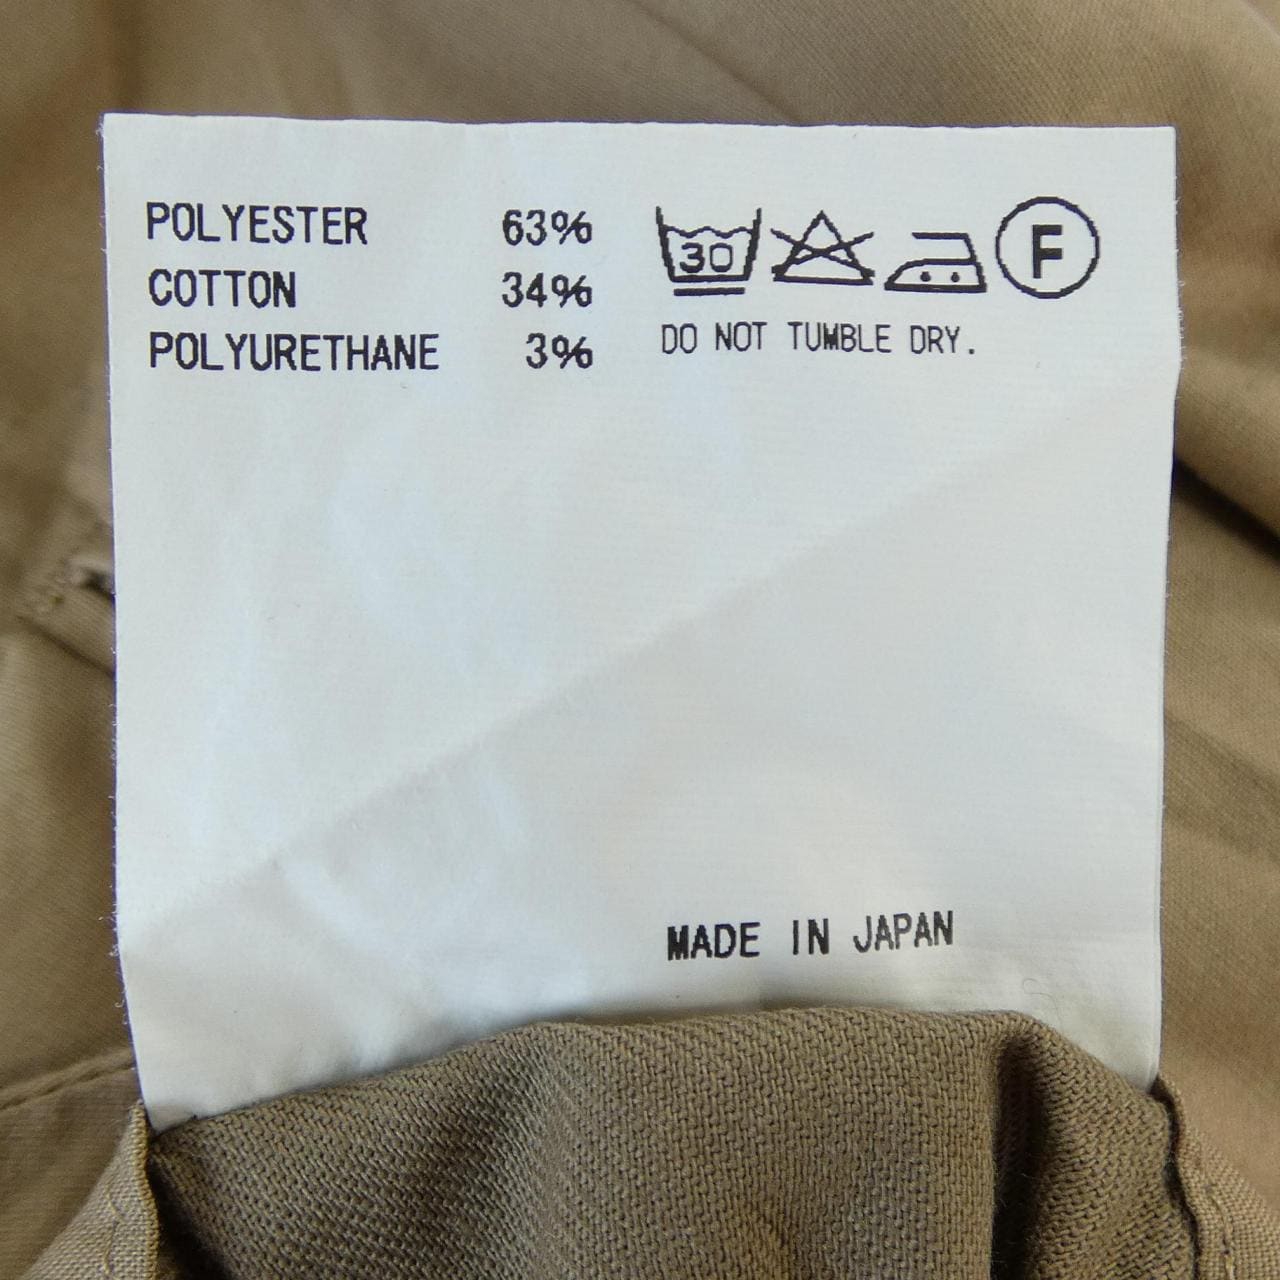 POLYESTER 63%
COTTON 34%
POLYURETHANE 3%
30 F
DO NOT TUMBLE DRY.
MADE IN JAPAN